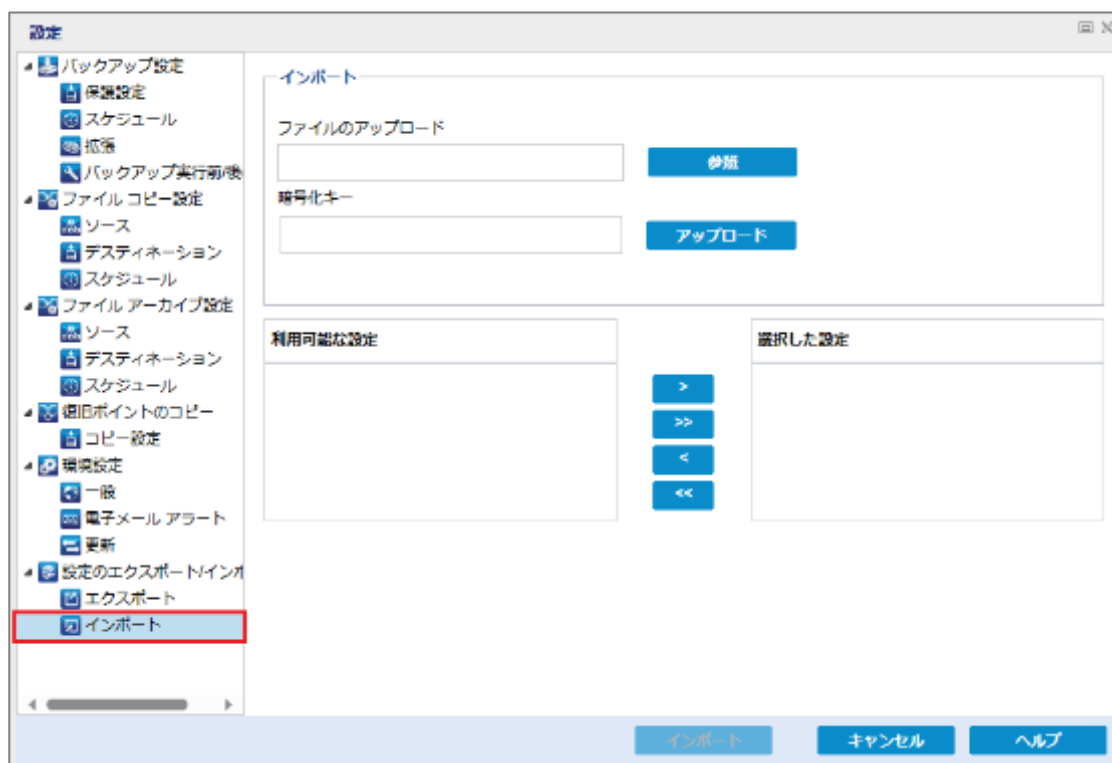 設定
バックアップ設定
保護設定
スケジュール
拡張
バックアップ実行前/後
ファイル コピー設定
ソース
デスティネーション
スケジュール
ファイル アーカイブ設定
ソース
デスティネーション
スケジュール
復旧ポイントのコピー
コピー設定
環境設定
一般
電子メール アラート
更新
設定のエクスポート/インポ
エクスポート
インポート
インポート
ファイルのアップロード
参照
暗号化キー
アップロード
利用可能な設定
選択した設定
>
>>
<
<<
インポート
キャンセル
ヘルプ